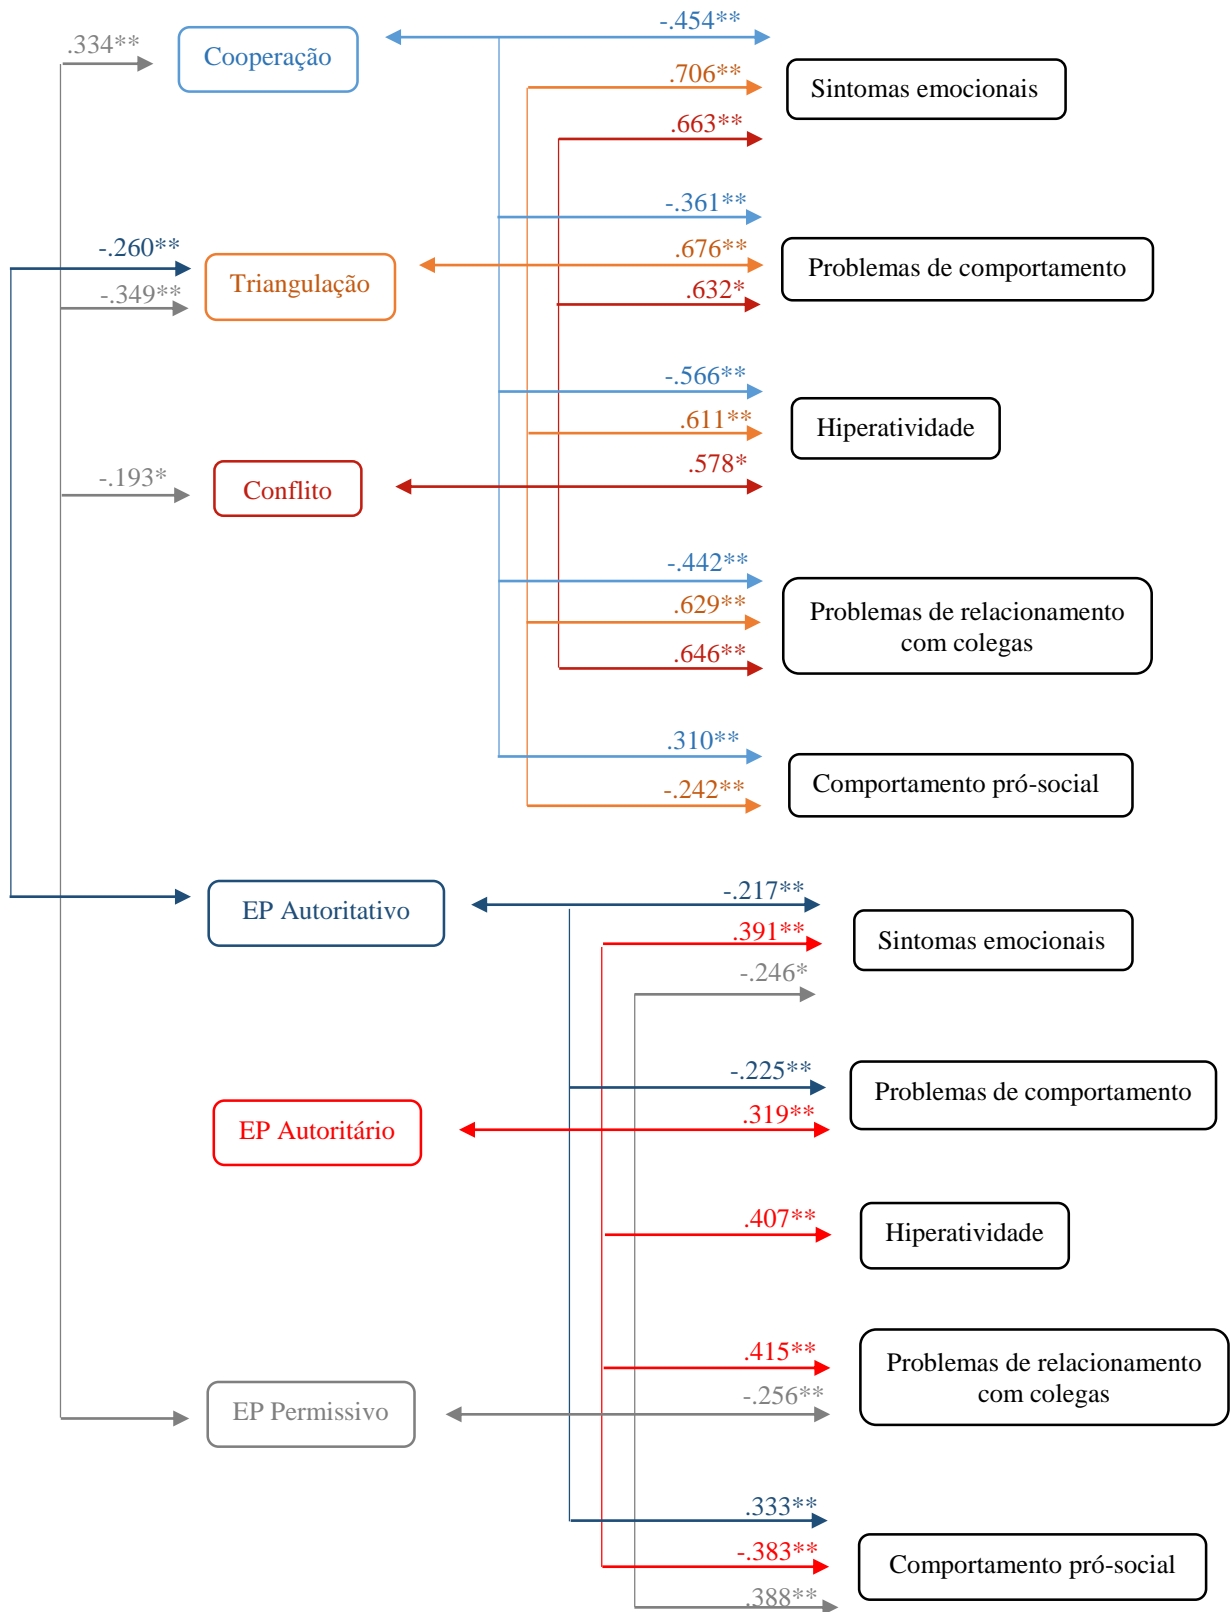 -.454**
.334**
Cooperação
.706**
Sintomas emocionais
.663**
-.361**
-.260**
.676**
Problemas de comportamento
Triangulação
-.349**
.632*
-.566**
.611**
Hiperatividade
.578*
-.193*
Conflito
-.442**
.629**
Problemas de relacionamento
com colegas
.646**
.310**
Comportamento pró-social
-.242**
-.217**
EP Autoritativo
.391**
Sintomas emocionais
-.246*
-.225**
Problemas de comportamento
.319**
EP Autoritário
.407**
Hiperatividade
.415**
Problemas de relacionamento
com colegas
-.256**
EP Permissivo
.333**
-.383**
Comportamento pró-social
.388**